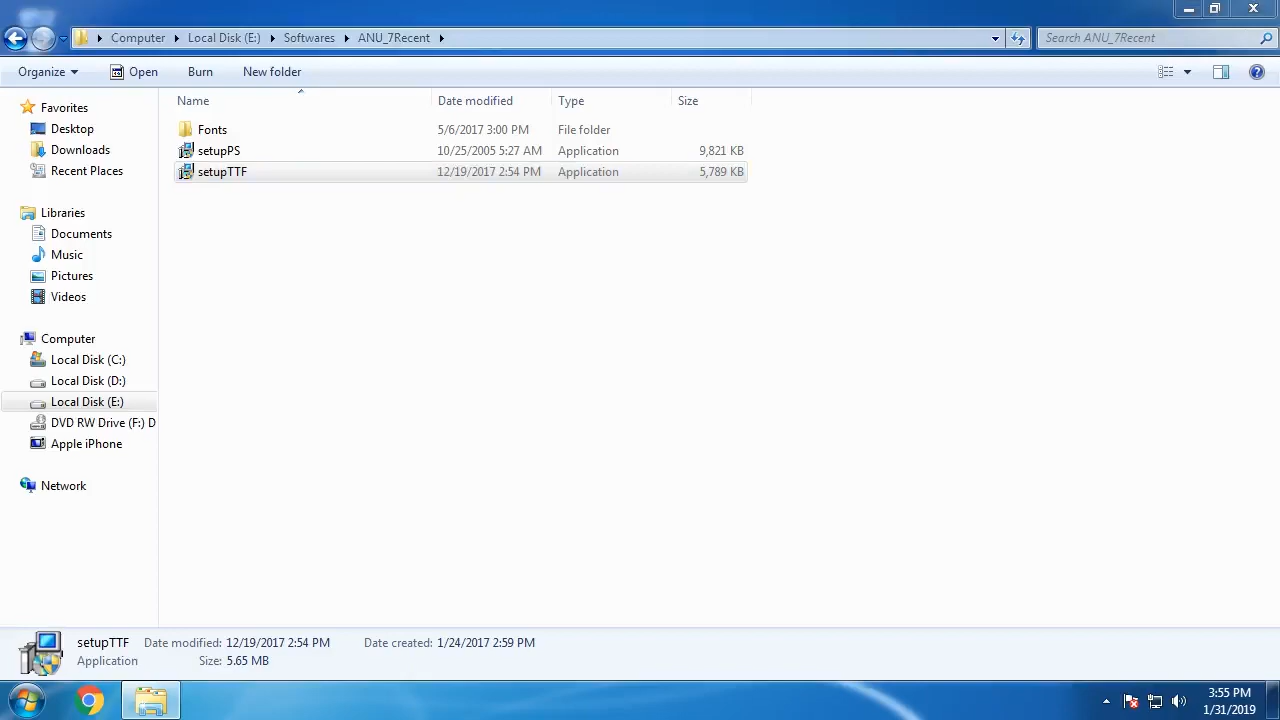 Computer Local Disk (E:) Softwares ANU_7Recent
Search ANU_7Recent
Organize Open Burn New folder
Name Date modified Type Size
Favorites
Desktop
Downloads
Recent Places
Libraries
Documents
Music
Pictures
Videos
Computer
Local Disk (C:)
Local Disk (D:)
Local Disk (E:)
DVD RW Drive (F:) D
Apple iPhone
Network
Fonts 5/6/2017 3:00 PM File folder
setupPS 10/25/2005 5:27 AM Application 9,821 KB
setupTTF 12/19/2017 2:54 PM Application 5,789 KB
setupTTF Date modified: 12/19/2017 2:54 PM Date created: 1/24/2017 2:59 PM
Application Size: 5.65 MB
3:55 PM
1/31/2019